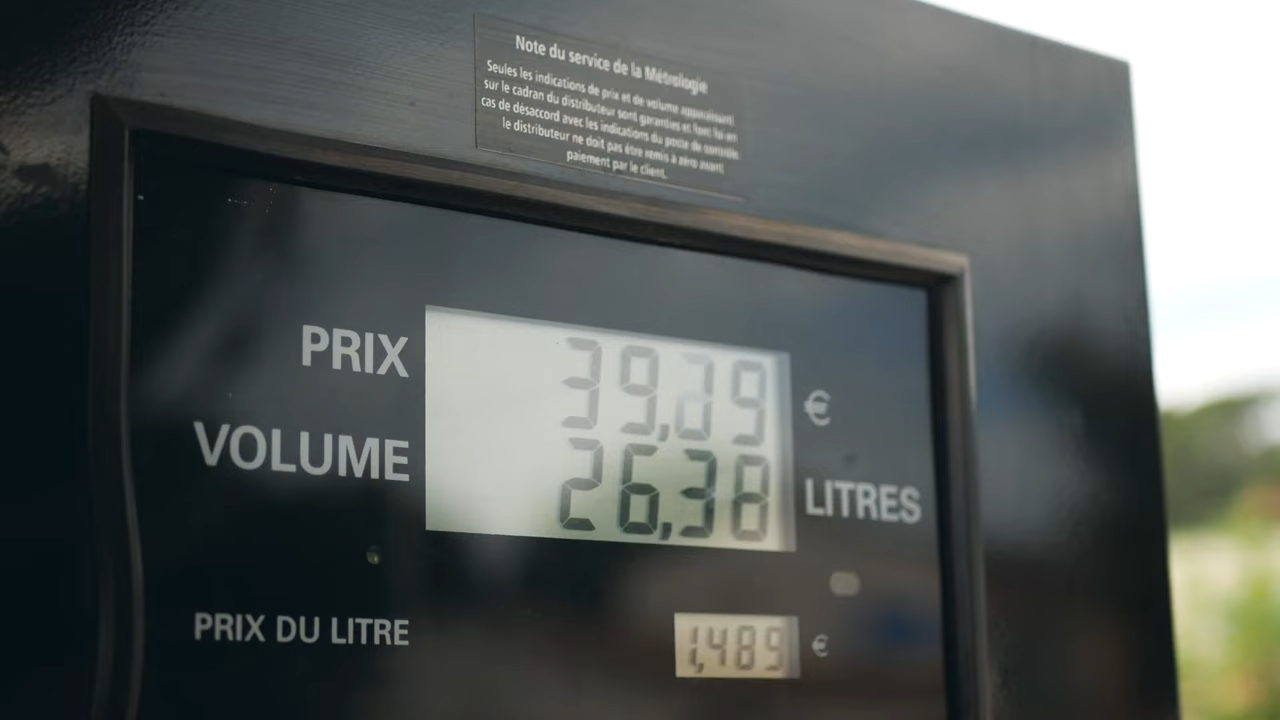 Note du service de la Métrologie
Seules les indications de prix et de volume apparaissant
sur le cadran du distributeur sont garanties et font foi en
cas de désaccord avec les indications du poste de contrôle
le distributeur ne doit pas être remis à zéro avant
paiement par le client.
PRIX 39,29 €
VOLUME 26,38 LITRES
PRIX DU LITRE 1,489 €